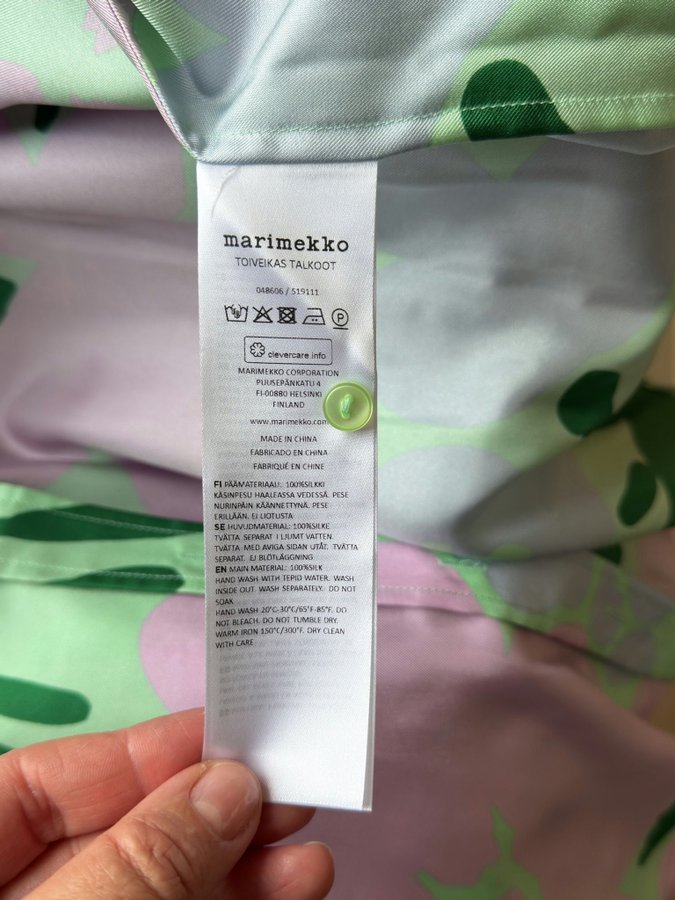 marimekko
TOIVEIKAS TALKOOT
048606 / 519111
P
clevercare.info
MARIMEKKO CORPORATION
PUUSEPÄNKATU 4
FI-00880 HELSINKI
FINLAND
www.marimekko.com
MADE IN CHINA
FABRICADO EN CHINA
FABRIQUÉ EN CHINE
FI PÄÄMATERIAALI: 100%SILKKI
KÄSINPESU HAALEASSA VEDESSÄ. PESE
NURINPÄIN KÄÄNNETTYNÄ. PESE
ERILLÄÄN. EI LIOTUSTA
SE HUVUDMATERIAL: 100%SILKE
TVÄTTA SEPARAT I LJUMT VATTEN.
TVÄTTA MED AVIGA SIDAN UTÅT. TVÄTTA
SEPARAT. EJ BLÖTLÄGGNING
EN MAIN MATERIAL: 100%SILK
HAND WASH WITH TEPID WATER. WASH
INSIDE OUT. WASH SEPARATELY. DO NOT
SOAK
HAND WASH 20°C-30°C/65°F-85°F. DO
NOT BLEACH. DO NOT TUMBLE DRY.
WARM IRON 150°C/300°F. DRY CLEAN
WITH CARE